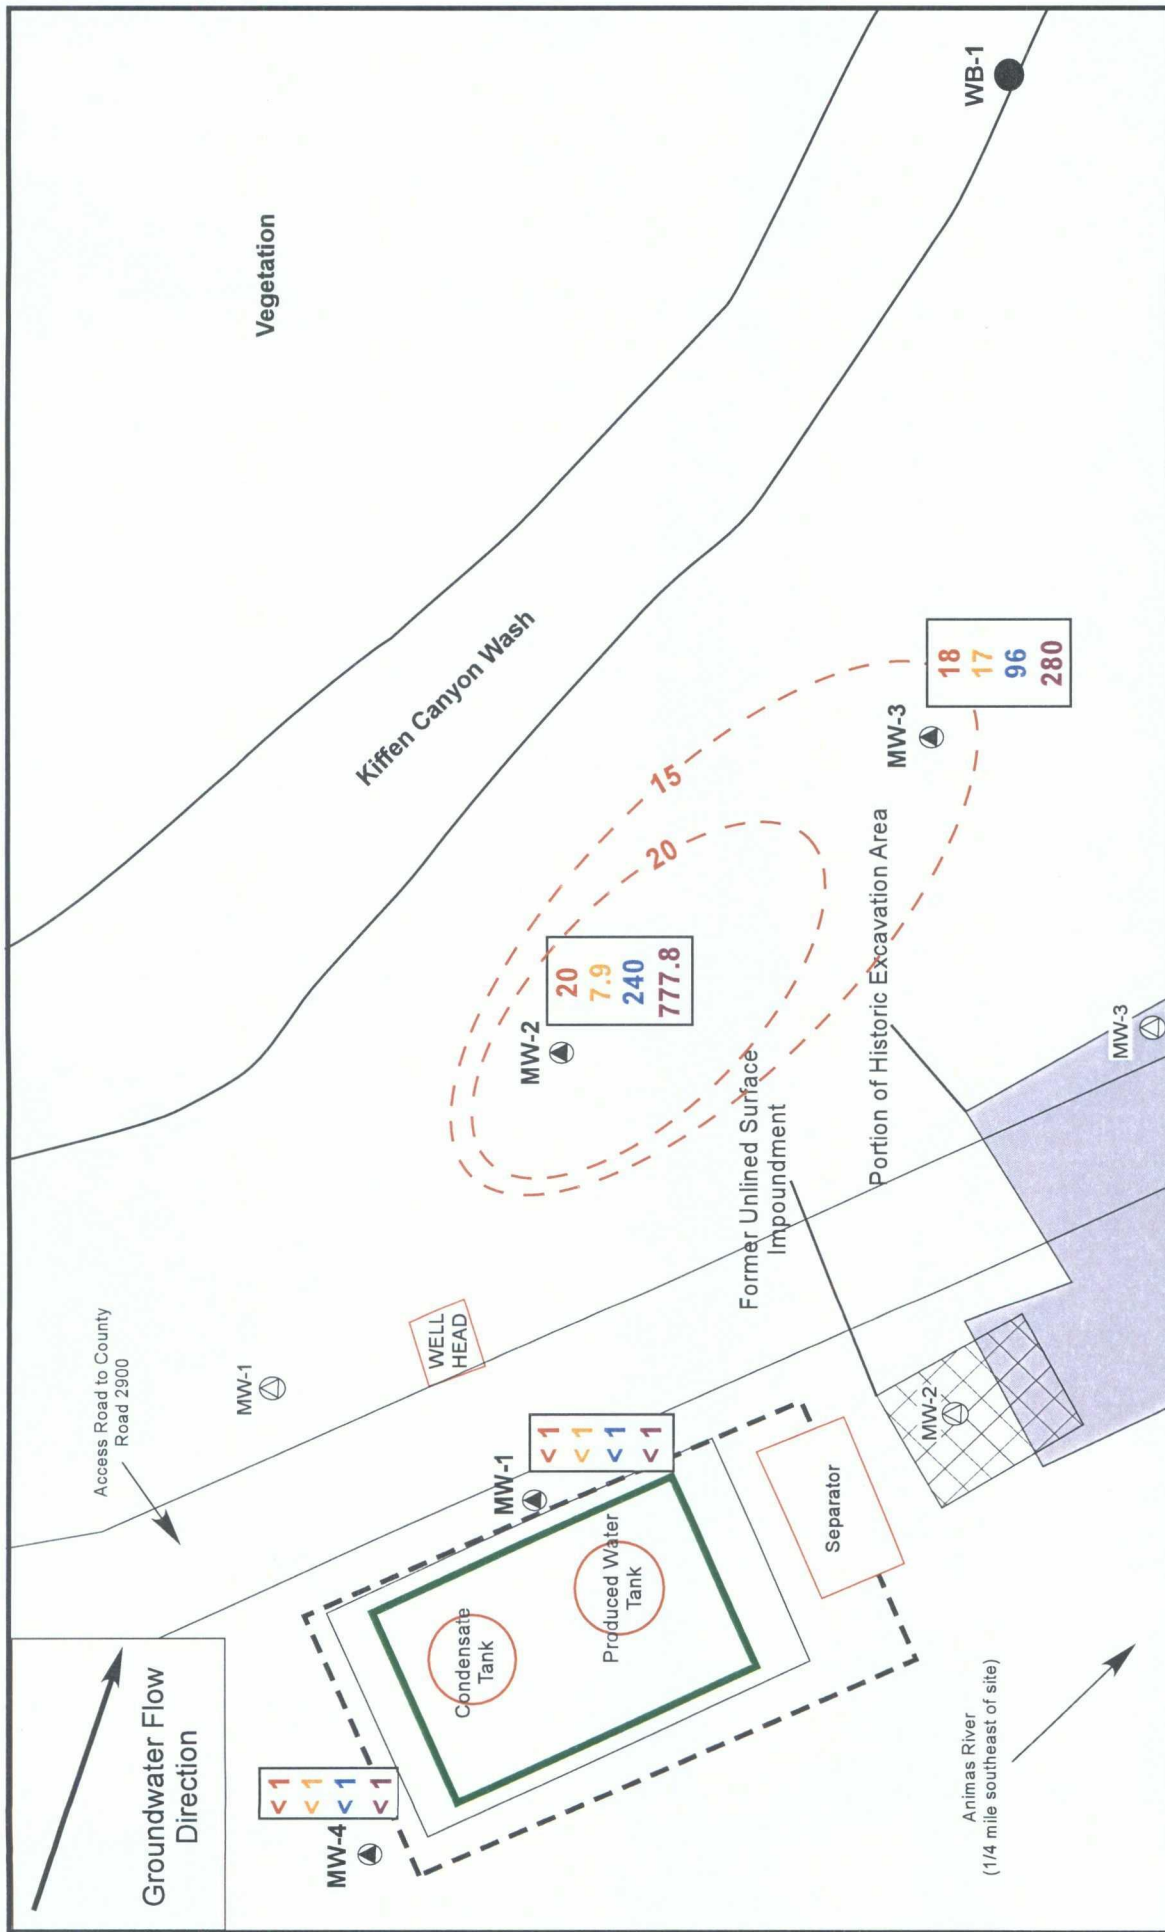 Groundwater Flow
Direction
Access Road to County
Road 2900
MW-1
WELL
HEAD
Vegetation
Kiffen Canyon Wash
WB-1
MW-4
< 1
< 1
< 1
< 1
MW-1
< 1
< 1
< 1
< 1
Condensate
Tank
Produced Water
Tank
Separator
MW-2
20
7.9
240
777.8
15
20
MW-3
18
17
96
280
Former Unlined Surface
Impoundment
Portion of Historic Excavation Area
MW-2
MW-3
Animas River
(1/4 mile southeast of site)